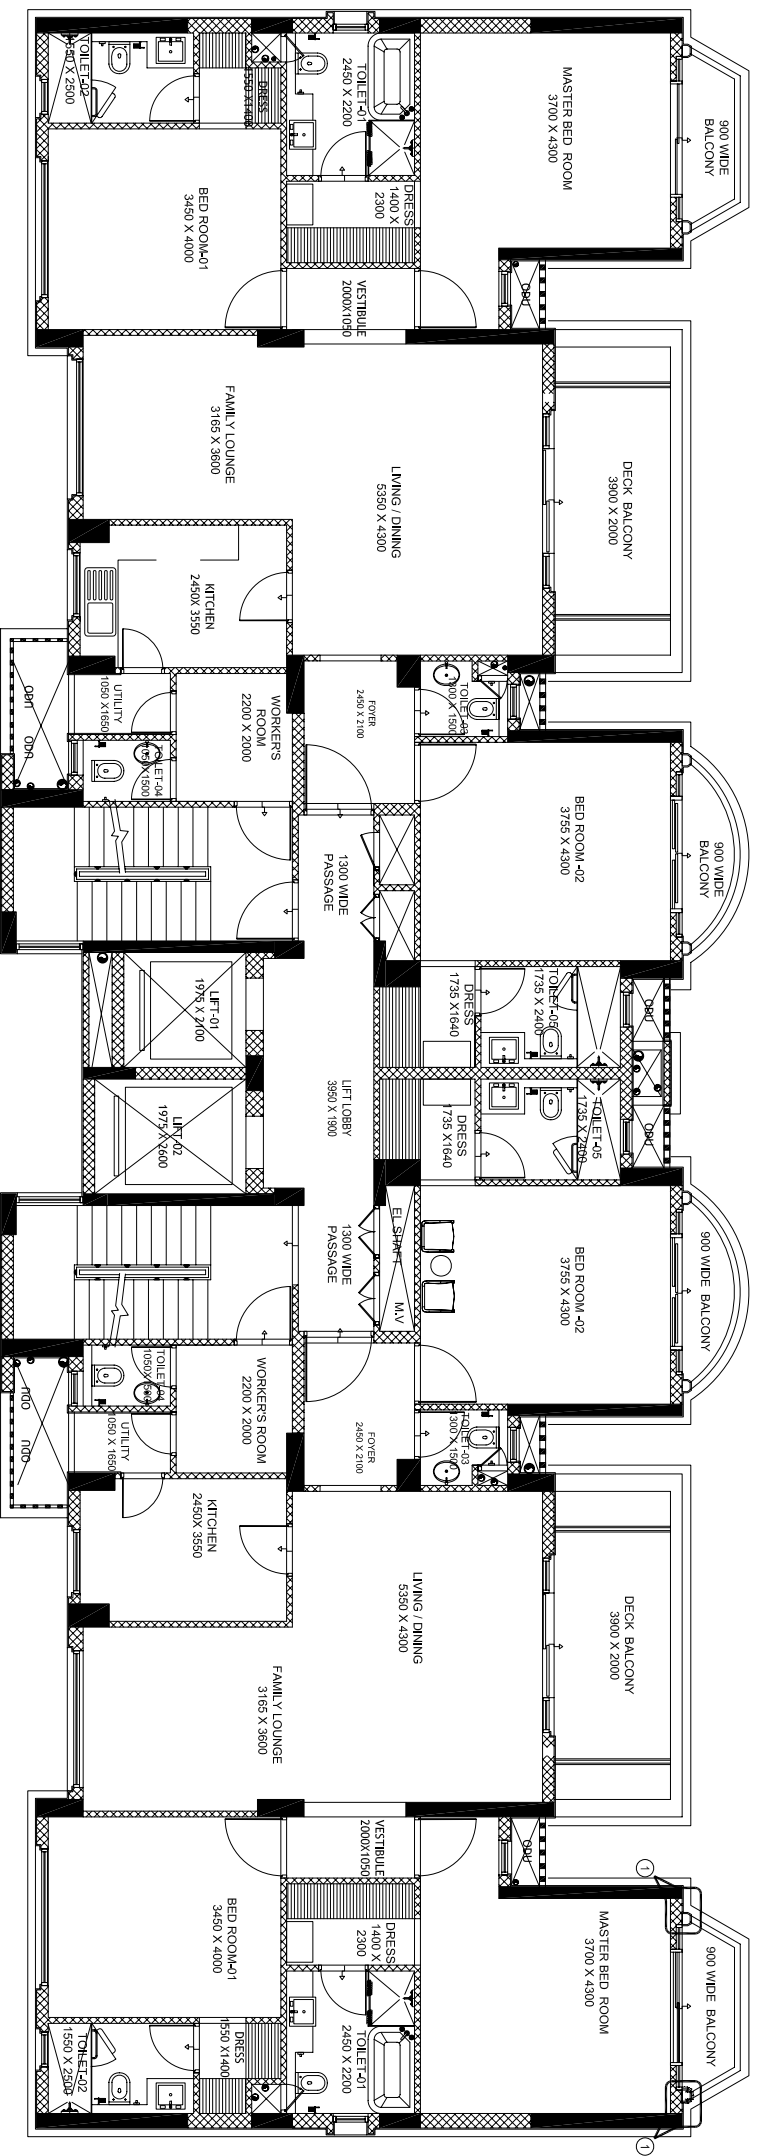 900 WIDE
BALCONY
MASTER BED ROOM
3700 X 4300
TOILET-01
2450 X 2200
TOILET-02
1550 X 2500
DRESS
1550 X1400
DRESS
1400 X
2300
BED ROOM-01
3450 X 4000
VESTIBULE
2000X1050
ODU
FAMILY LOUNGE
3165 X 3600
LIVING / DINING
5350 X 4300
DECK BALCONY
3900 X 2000
KITCHEN
2450X 3550
UTILITY
1050 X1650
ODU
ODU
WORKER'S
ROOM
2200 X 2000
TOILET-04
1050X1500
FOYER
2450 X 2100
TOILET-03
1300 X 1500
BED ROOM -02
3755 X 4300
900 WIDE
BALCONY
1300 WIDE
PASSAGE
LIFT-01
1975 X 2100
DRESS
1735 X1640
TOILET-05
1735 X 2400
ODU
LIFT LOBBY
3950 X 1900
LIFT-02
1975 X 2600
DRESS
1735 X1640
TOILET-05
1735 X 2400
ODU
1300 WIDE
PASSAGE
EL.SHAFT
M.V
BED ROOM -02
3755 X 4300
900 WIDE BALCONY
TOILET-04
1050X1500
WORKER'S ROOM
2200 X 2000
FOYER
2450 X 2100
TOILET-03
1300 X 1500
ODU
ODU
UTILITY
1050 X 1650
KITCHEN
2450X 3550
LIVING / DINING
5350 X 4300
DECK BALCONY
3900 X 2000
FAMILY LOUNGE
3165 X 3600
VESTIBULE
2000X1050
ODU
1
BED ROOM-01
3450 X 4000
DRESS
1400 X
2300
MASTER BED ROOM
3700 X 4300
900 WIDE BALCONY
DRESS
1550 X1400
TOILET-02
1550 X 2500
TOILET-01
2450 X 2200
1